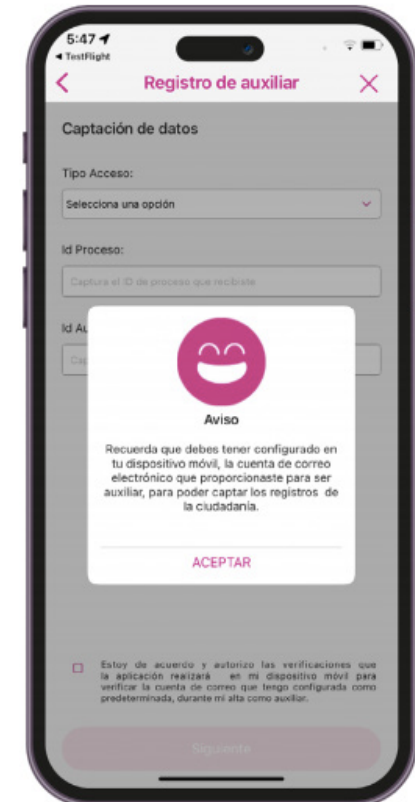 5:47
◀ TestFlight
Registro de auxiliar
Captación de datos
Tipo Acceso:
Selecciona una opción
Id Proceso:
Captura el ID de proceso que recibiste
Id Au
Cap
Aviso
Recuerda que debes tener configurado en
tu dispositivo móvil, la cuenta de correo
electrónico que proporcionaste para ser
auxiliar, para poder captar los registros de
la ciudadanía.
ACEPTAR
Estoy de acuerdo y autorizo las verificaciones que
la aplicación realizará en mi dispositivo móvil para
verificar la cuenta de correo que tengo configurada como
predeterminada, durante mi alta como auxiliar.
Siguiente